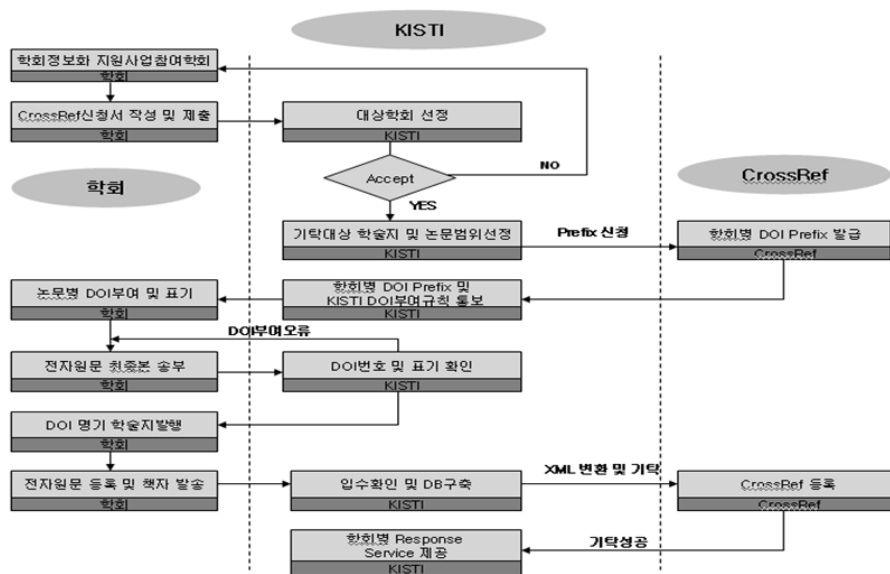 KISTI
학회정보화 지원사업참여학회
학회
CrossRef신청서 작성 및 제출
학회
대상학회 선정
KISTI
Accept
NO
YES
학회
CrossRef
기탁대상 학술지 및 논문범위선정
KISTI
Prefix 신청
학회별 DOI Prefix 발급
CrossRef
논문별 DOI부여 및 표기
학회
학회별 DOI Prefix 및
KISTI DOI부여규칙 통보
KISTI
DOI부여오류
전자원문 최종본 송부
학회
DOI번호 및 표기 확인
KISTI
DOI 명기 학술지발행
학회
전자원문 등록 및 책자 발송
학회
입수확인 및 DB구축
KISTI
XML 변환 및 기탁
CrossRef 등록
CrossRef
학회별 Response
Service 제공
KISTI
기탁성공